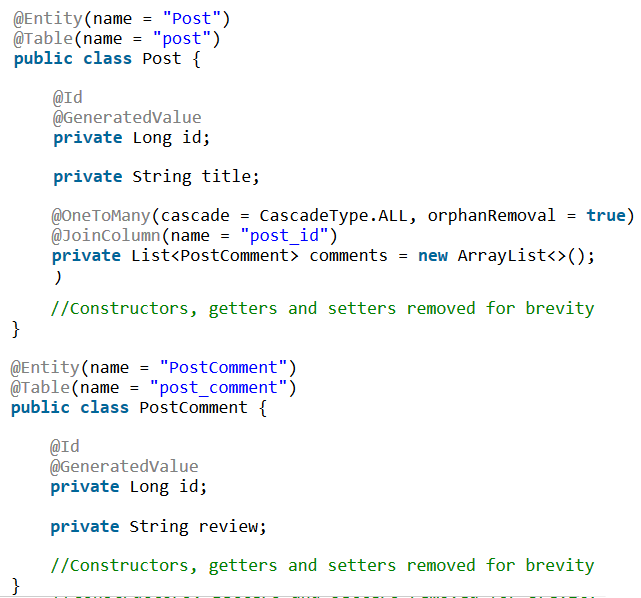 @Entity(name = "Post")
@Table(name = "post")
public class Post {
@Id
@GeneratedValue
private Long id;
private String title;
@OneToMany(cascade = CascadeType.ALL, orphanRemoval = true)
@JoinColumn(name = "post_id")
private List<PostComment> comments = new ArrayList<>();
)
//Constructors, getters and setters removed for brevity
}
@Entity(name = "PostComment")
@Table(name = "post_comment")
public class PostComment {
@Id
@GeneratedValue
private Long id;
private String review;
//Constructors, getters and setters removed for brevity
}